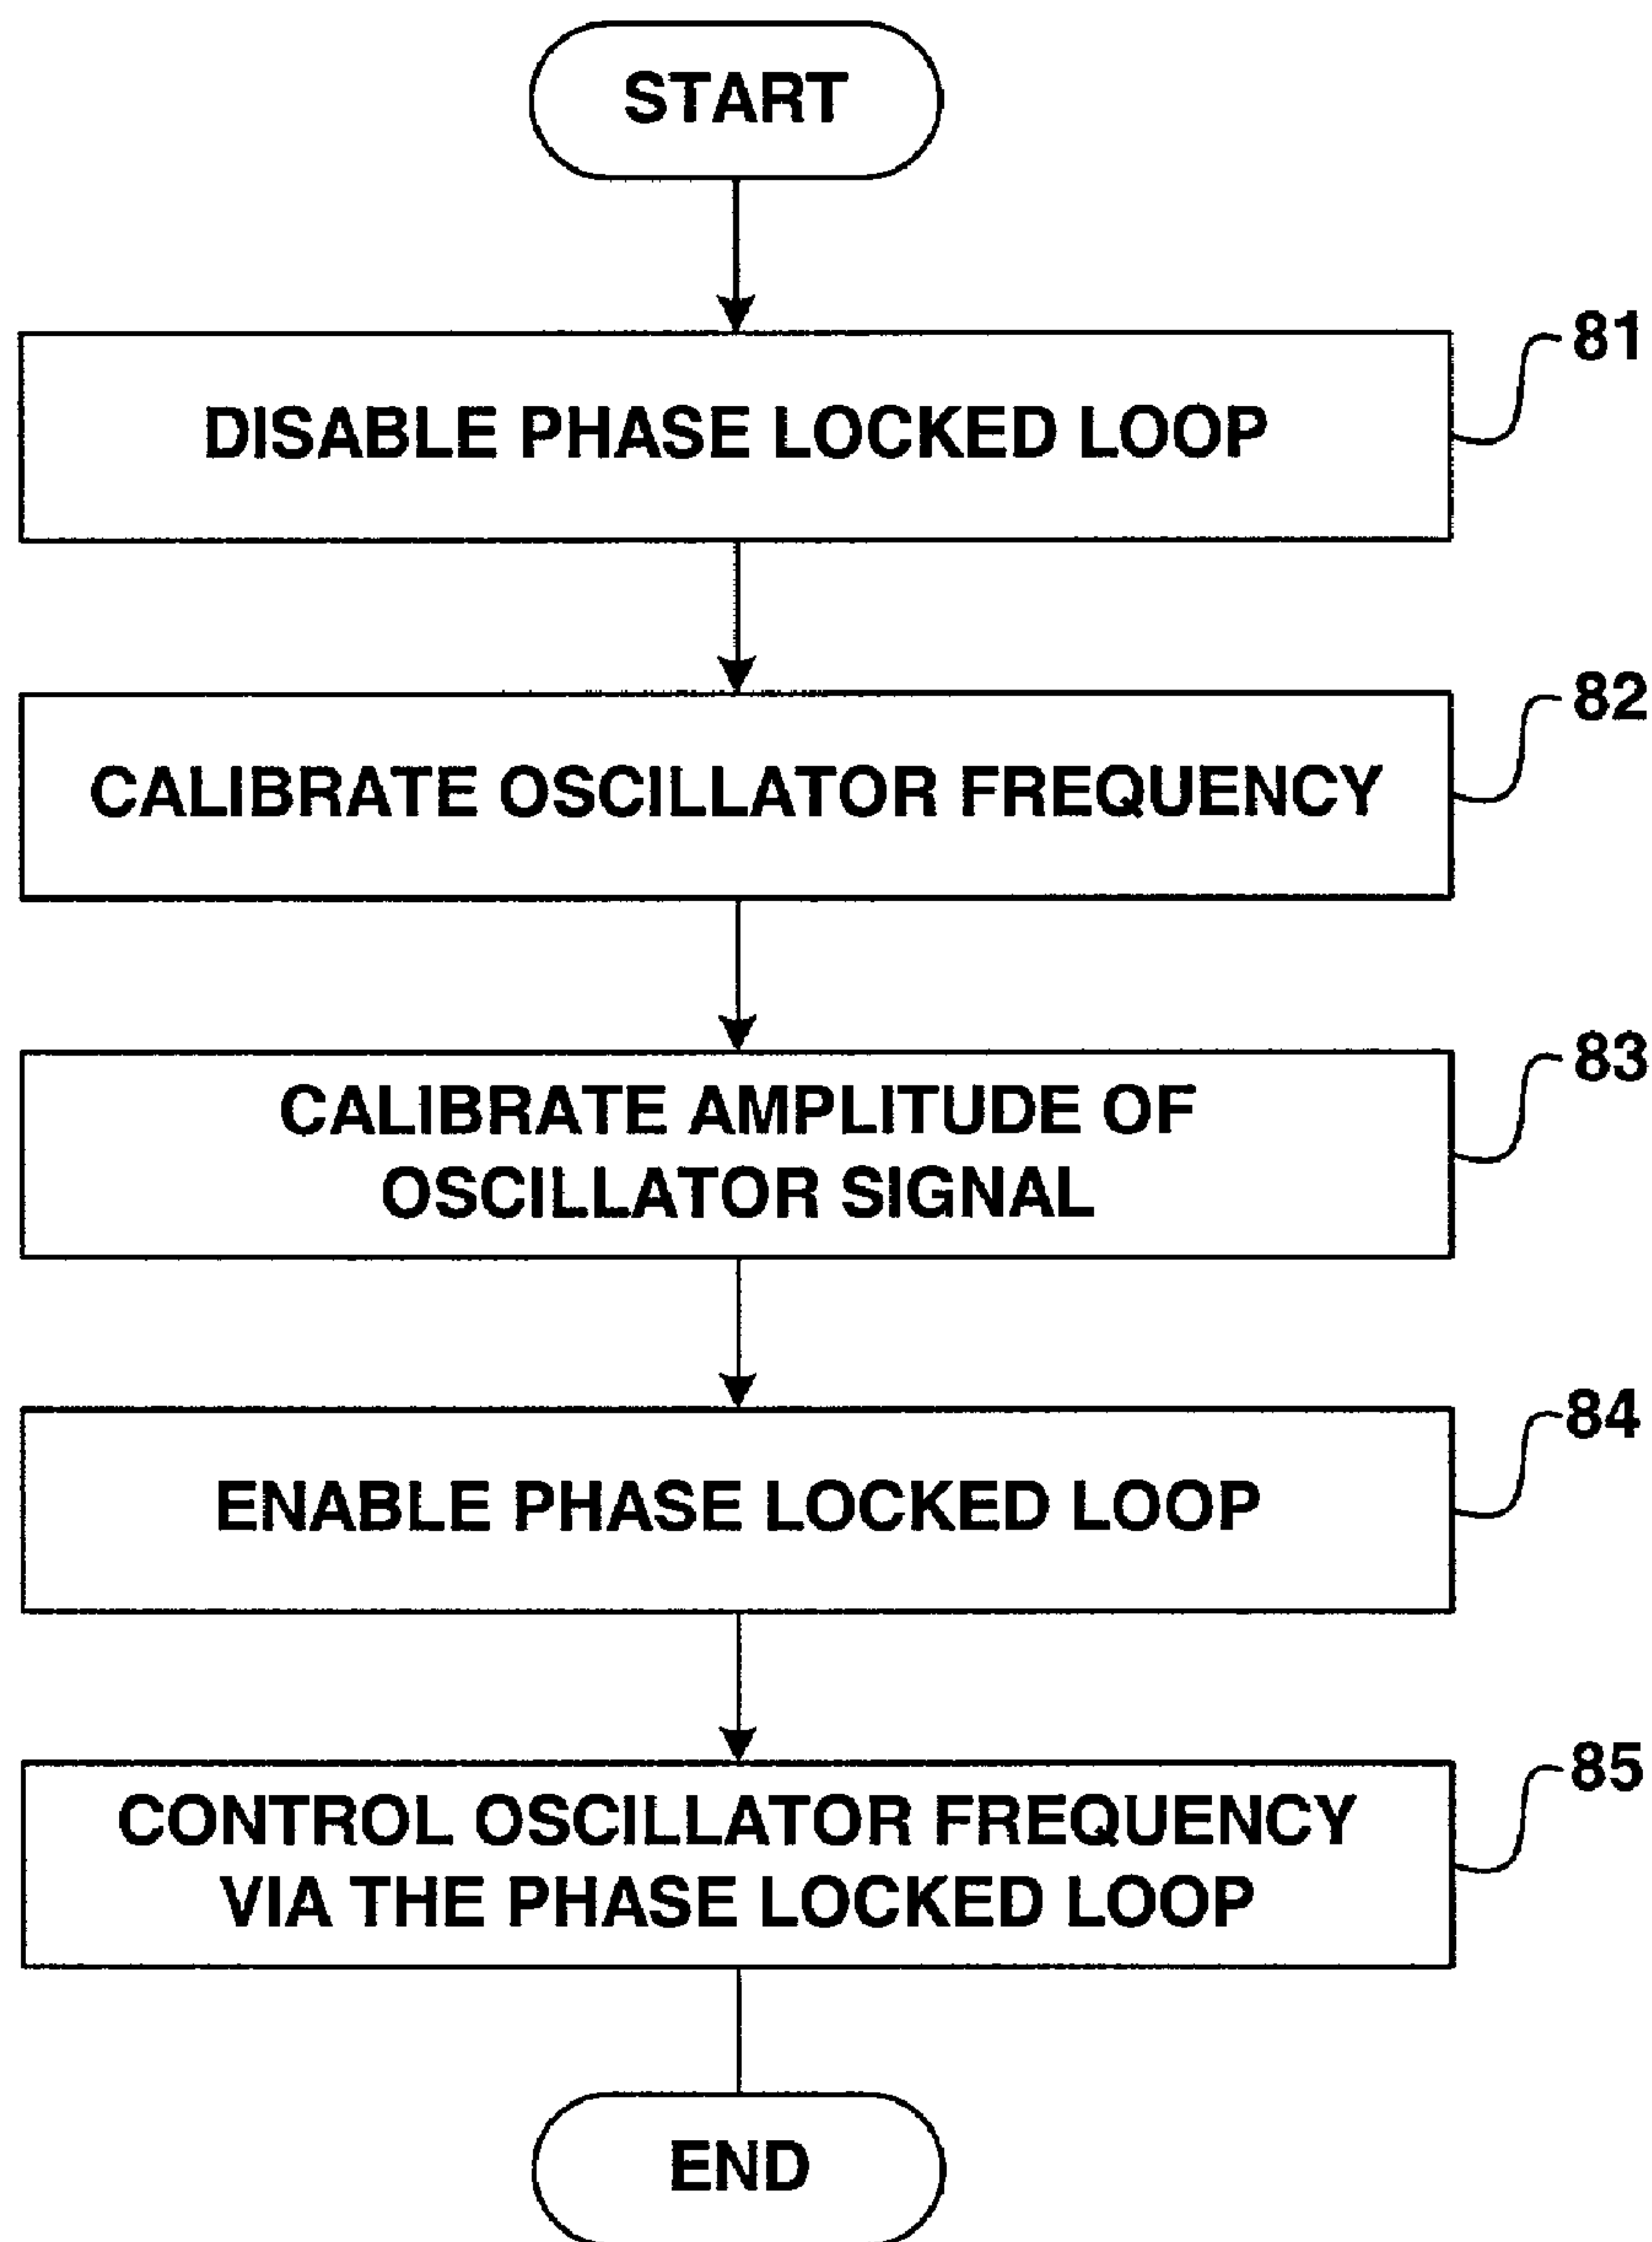 START
81
DISABLE PHASE LOCKED LOOP
82
CALIBRATE OSCILLATOR FREQUENCY
83
CALIBRATE AMPLITUDE OF
OSCILLATOR SIGNAL
84
ENABLE PHASE LOCKED LOOP
85
CONTROL OSCILLATOR FREQUENCY
VIA THE PHASE LOCKED LOOP
END